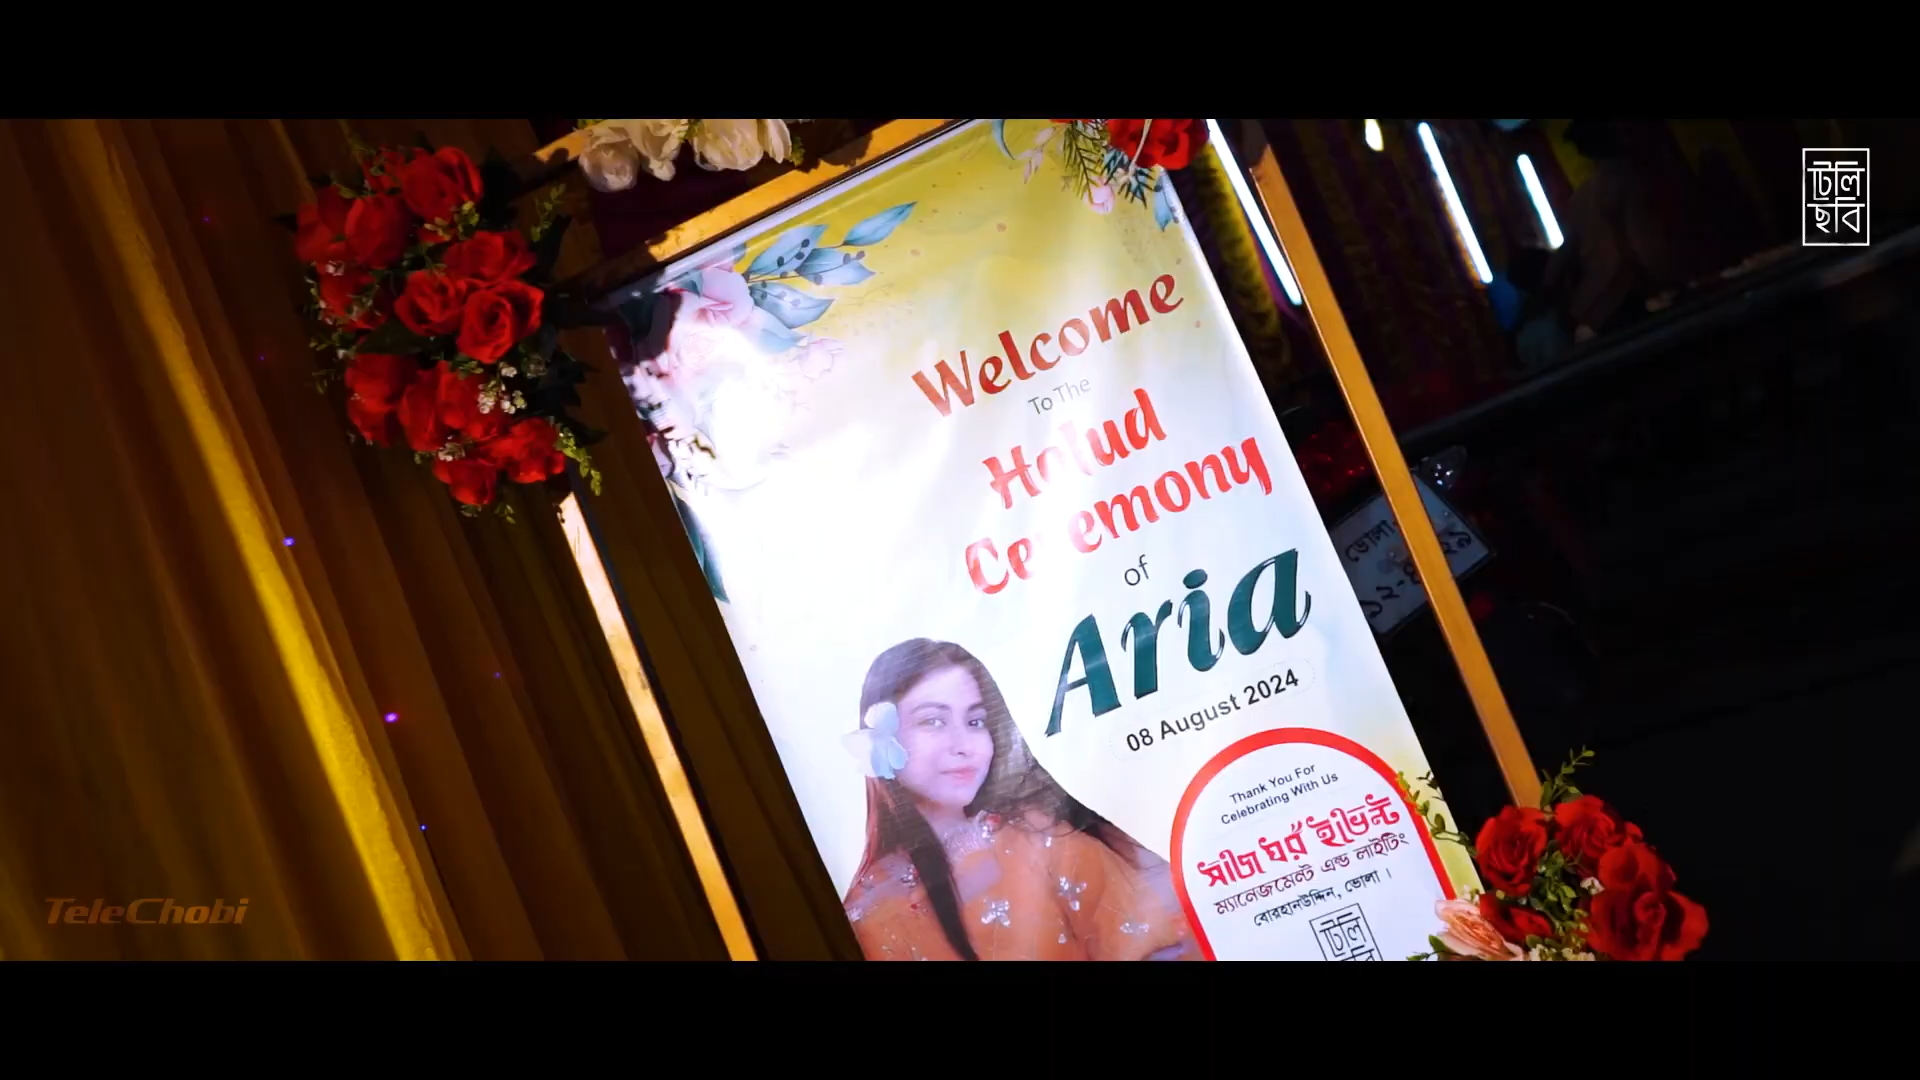 টেলি
ছবি
Welcome
To The
Holud
Ceremony
of
Aria
08 August 2024
Thank You For
Celebrating With Us
সাজ ঘর ইভেন্ট
ম্যানেজমেন্ট এন্ড লাইটিং
বোরহানউদ্দিন, ভোলা ।
টেলি
ভোলা
TeleChobi